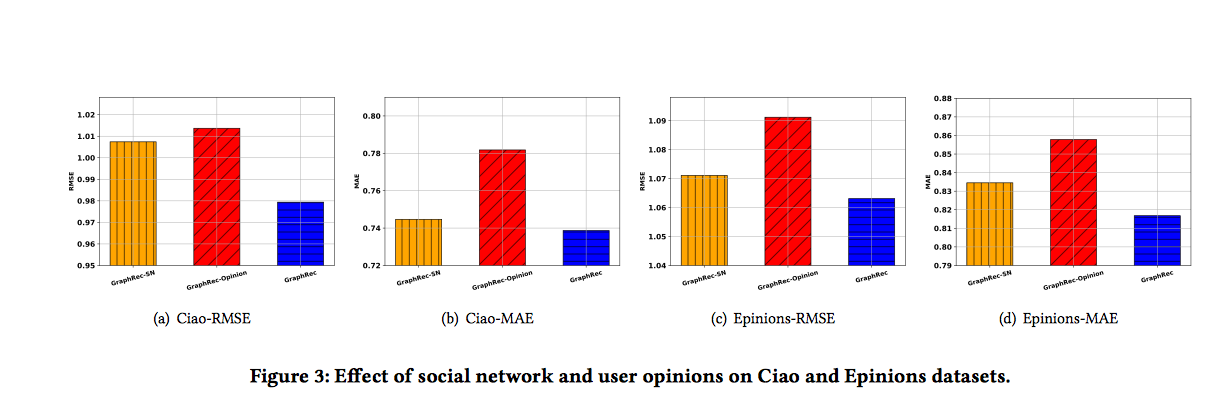 1.02
1.01
1.00
0.99
0.98
0.97
0.96
0.95
RMSE
GraphRec-SN
GraphRec-Opinion
GraphRec
(a) Ciao-RMSE
0.80
0.78
0.76
0.74
0.72
MAE
GraphRec-SN
GraphRec-Opinion
GraphRec
(b) Ciao-MAE
1.09
1.08
1.07
1.06
1.05
1.04
RMSE
GraphRec-SN
GraphRec-Opinion
GraphRec
(c) Epinions-RMSE
0.88
0.87
0.86
0.85
0.83
0.83
0.82
0.81
0.80
0.79
MAE
GraphRec-SN
GraphRec-Opinion
GraphRec
(d) Epinions-MAE
Figure 3: Effect of social network and user opinions on Ciao and Epinions datasets.